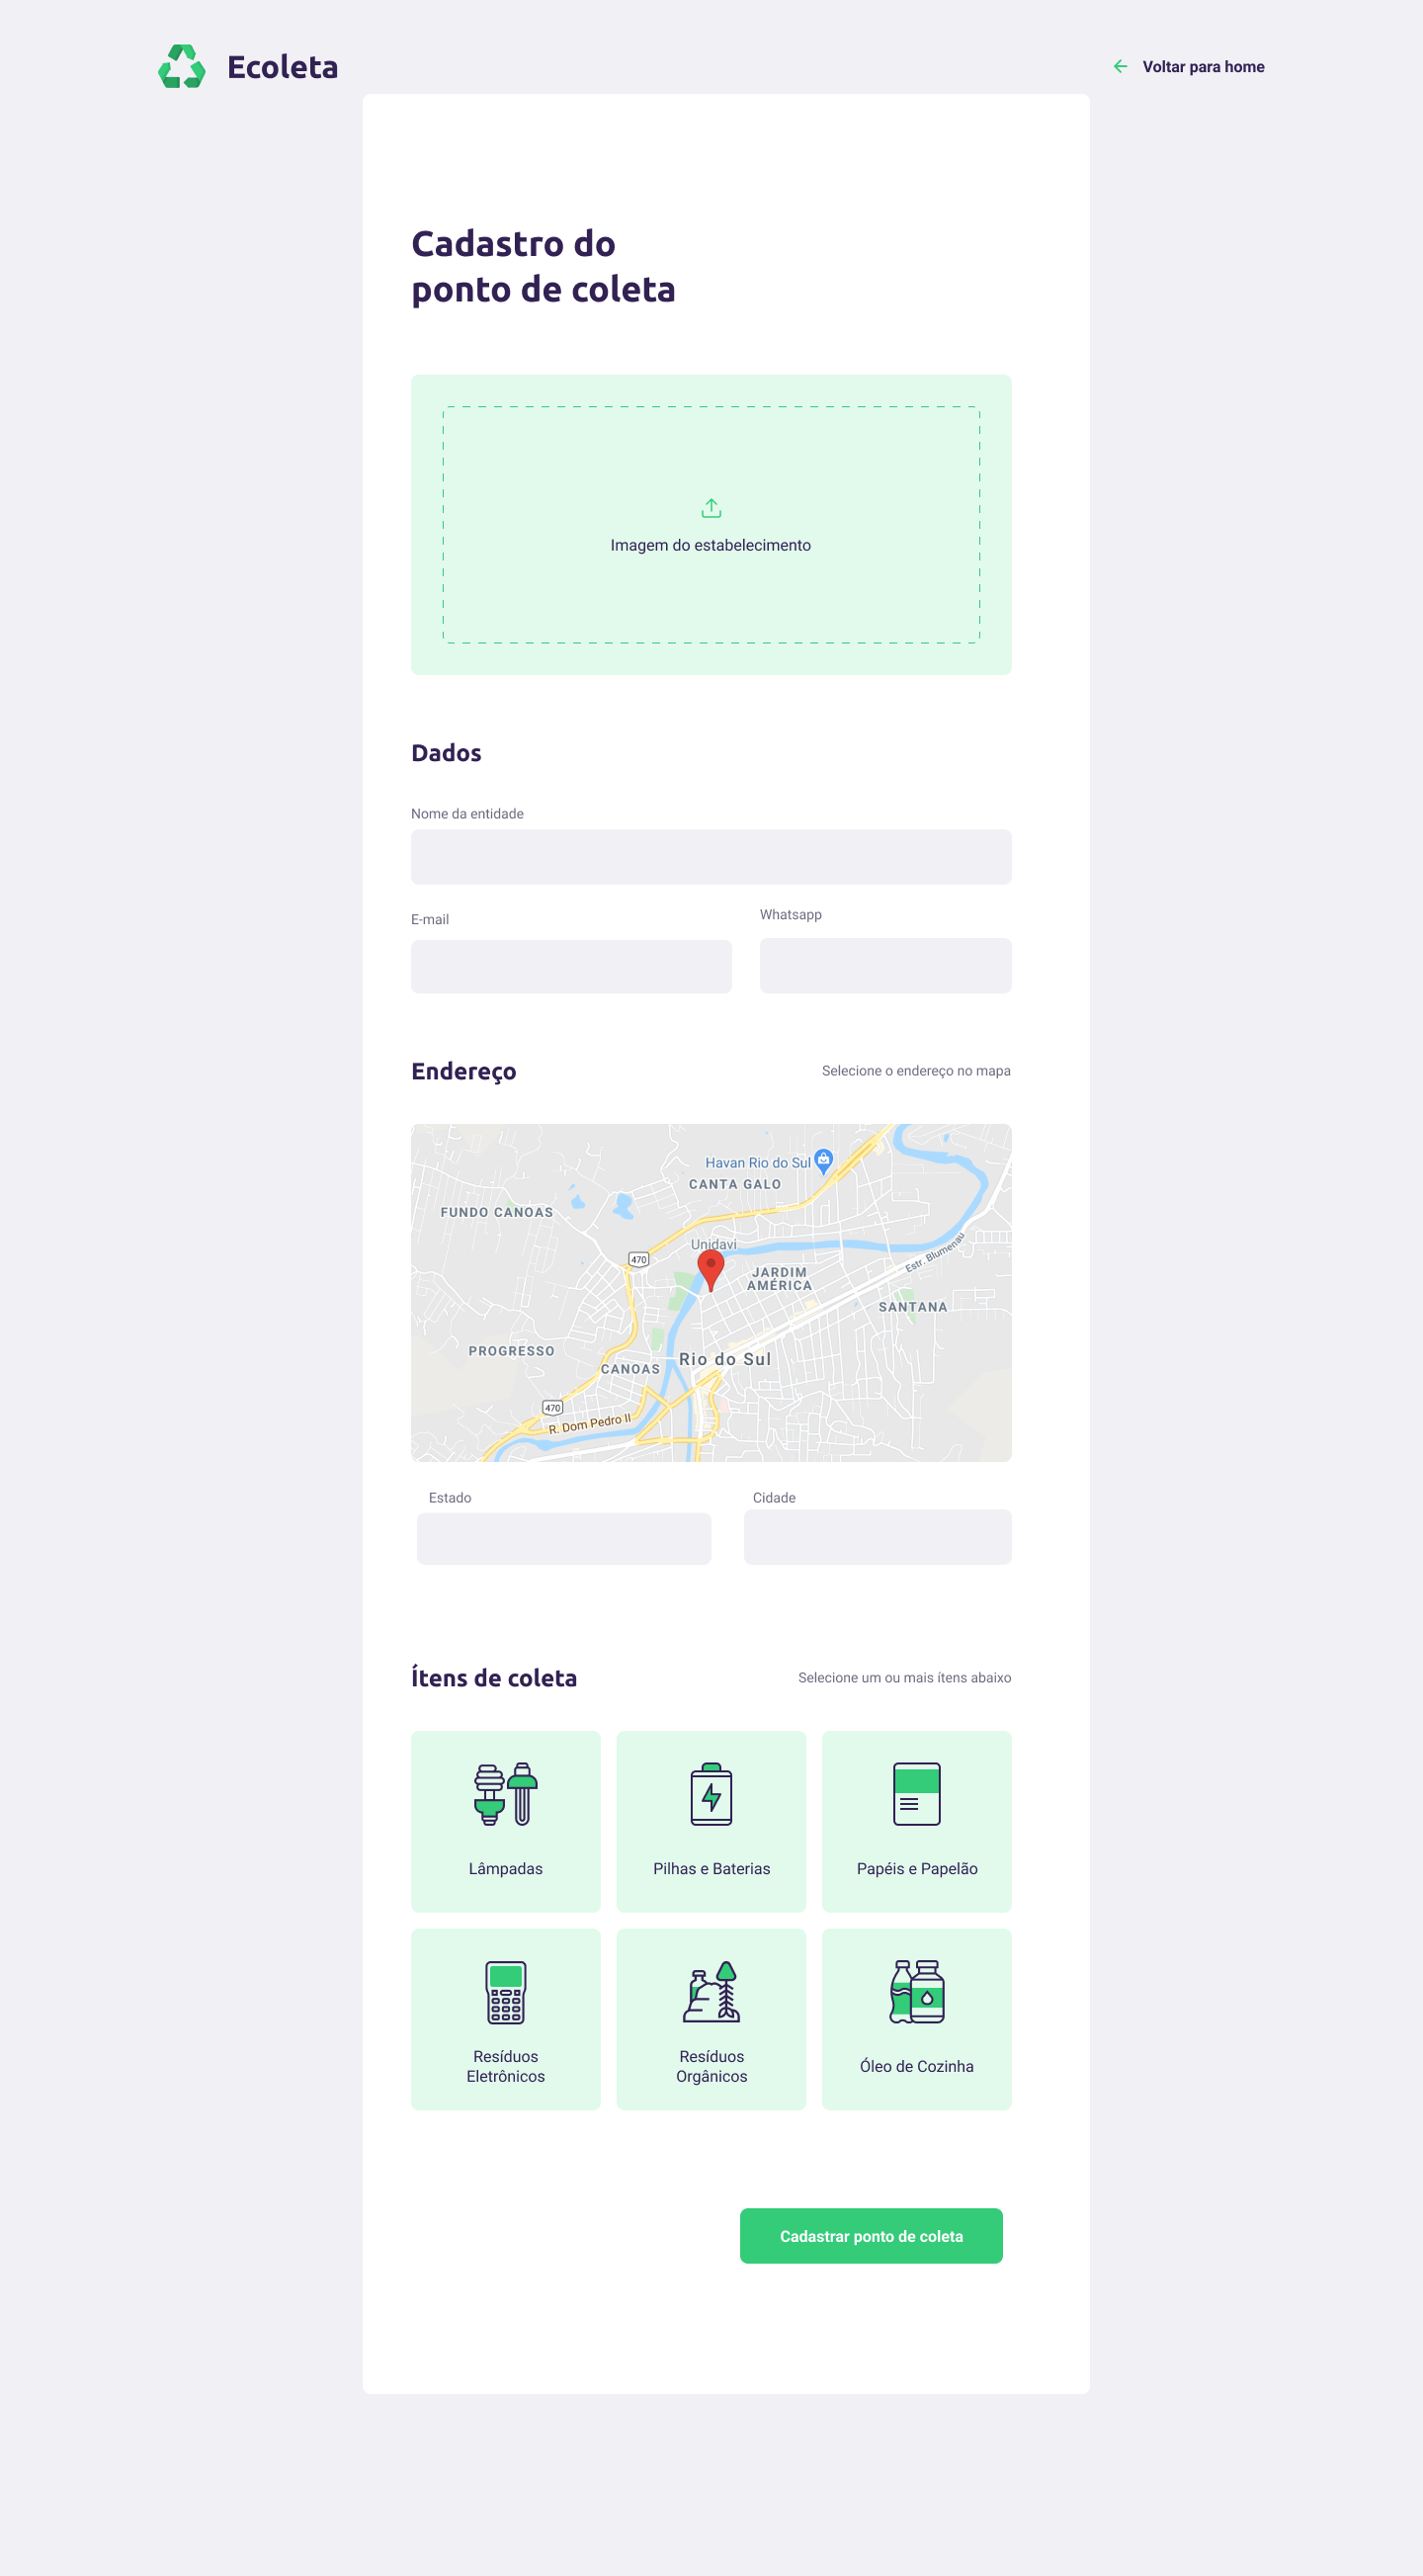 Ecoleta
Voltar para home
Cadastro do
ponto de coleta
Imagem do estabelecimento
Dados
Nome da entidade
E-mail
Whatsapp
Endereço
Selecione o endereço no mapa
Havan Rio do Sul
CANTA GALO
FUNDO CANOAS
Unidavi
470
Estr. Blumenau
JARDIM
AMÉRICA
SANTANA
PROGRESSO
Rio do Sul
CANOAS
470
R. Dom Pedro II
Estado
Cidade
Ítens de coleta
Selecione um ou mais ítens abaixo
Lâmpadas
Pilhas e Baterias
Papéis e Papelão
Resíduos
Eletrônicos
Resíduos
Orgânicos
Óleo de Cozinha
Cadastrar ponto de coleta